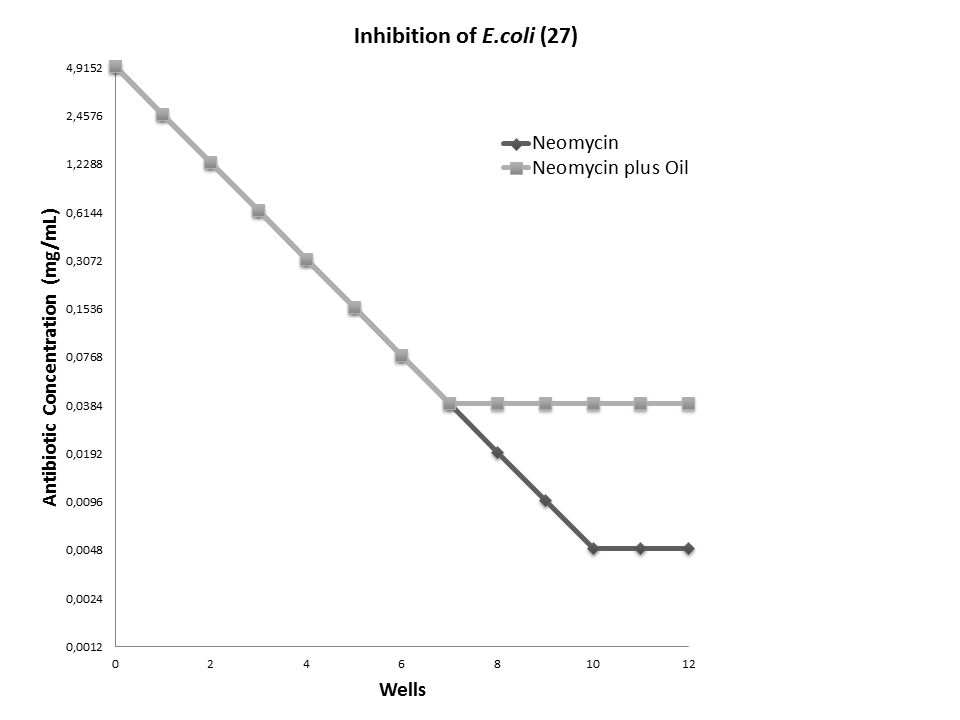 Inhibition of E.coli (27)
4,9152
2,4576
1,2288
0,6144
0,3072
0,1536
0,0768
0,0384
0,0192
0,0096
0,0048
0,0024
0,0012
Antibiotic Concentration (mg/mL)
Neomycin
Neomycin plus Oil
0 2 4 6 8 10 12
Wells